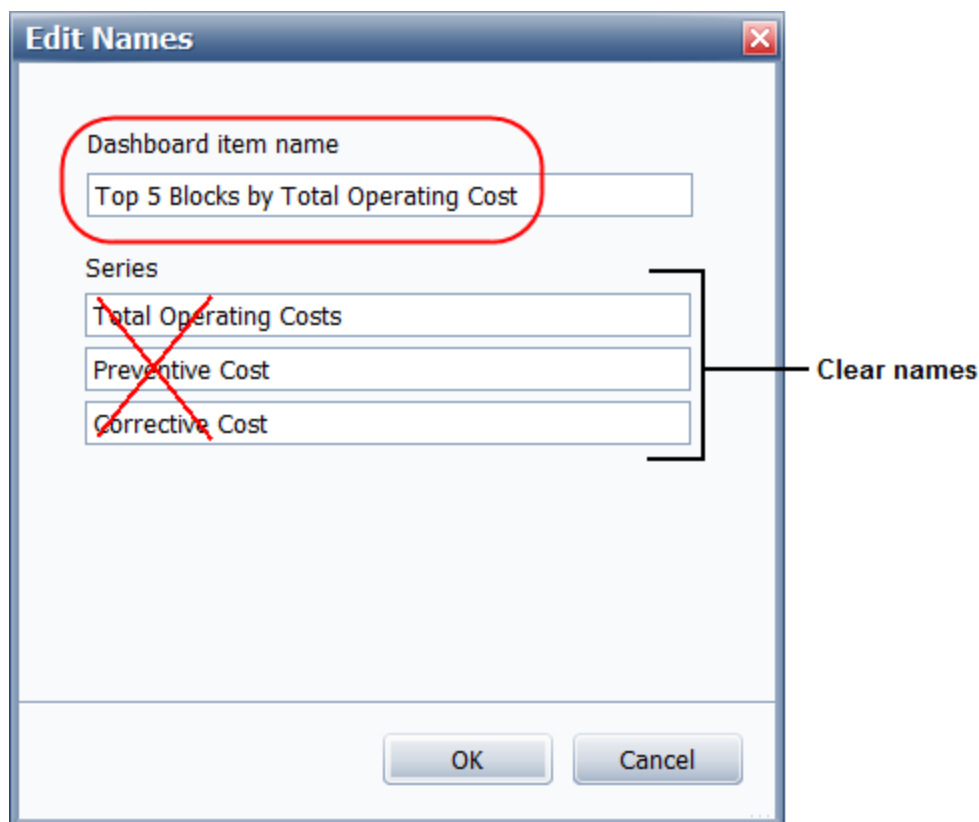 Edit Names
Dashboard item name
Top 5 Blocks by Total Operating Cost
Series
Total Operating Costs
Preventive Cost
Clear names
Corrective Cost
OK
Cancel